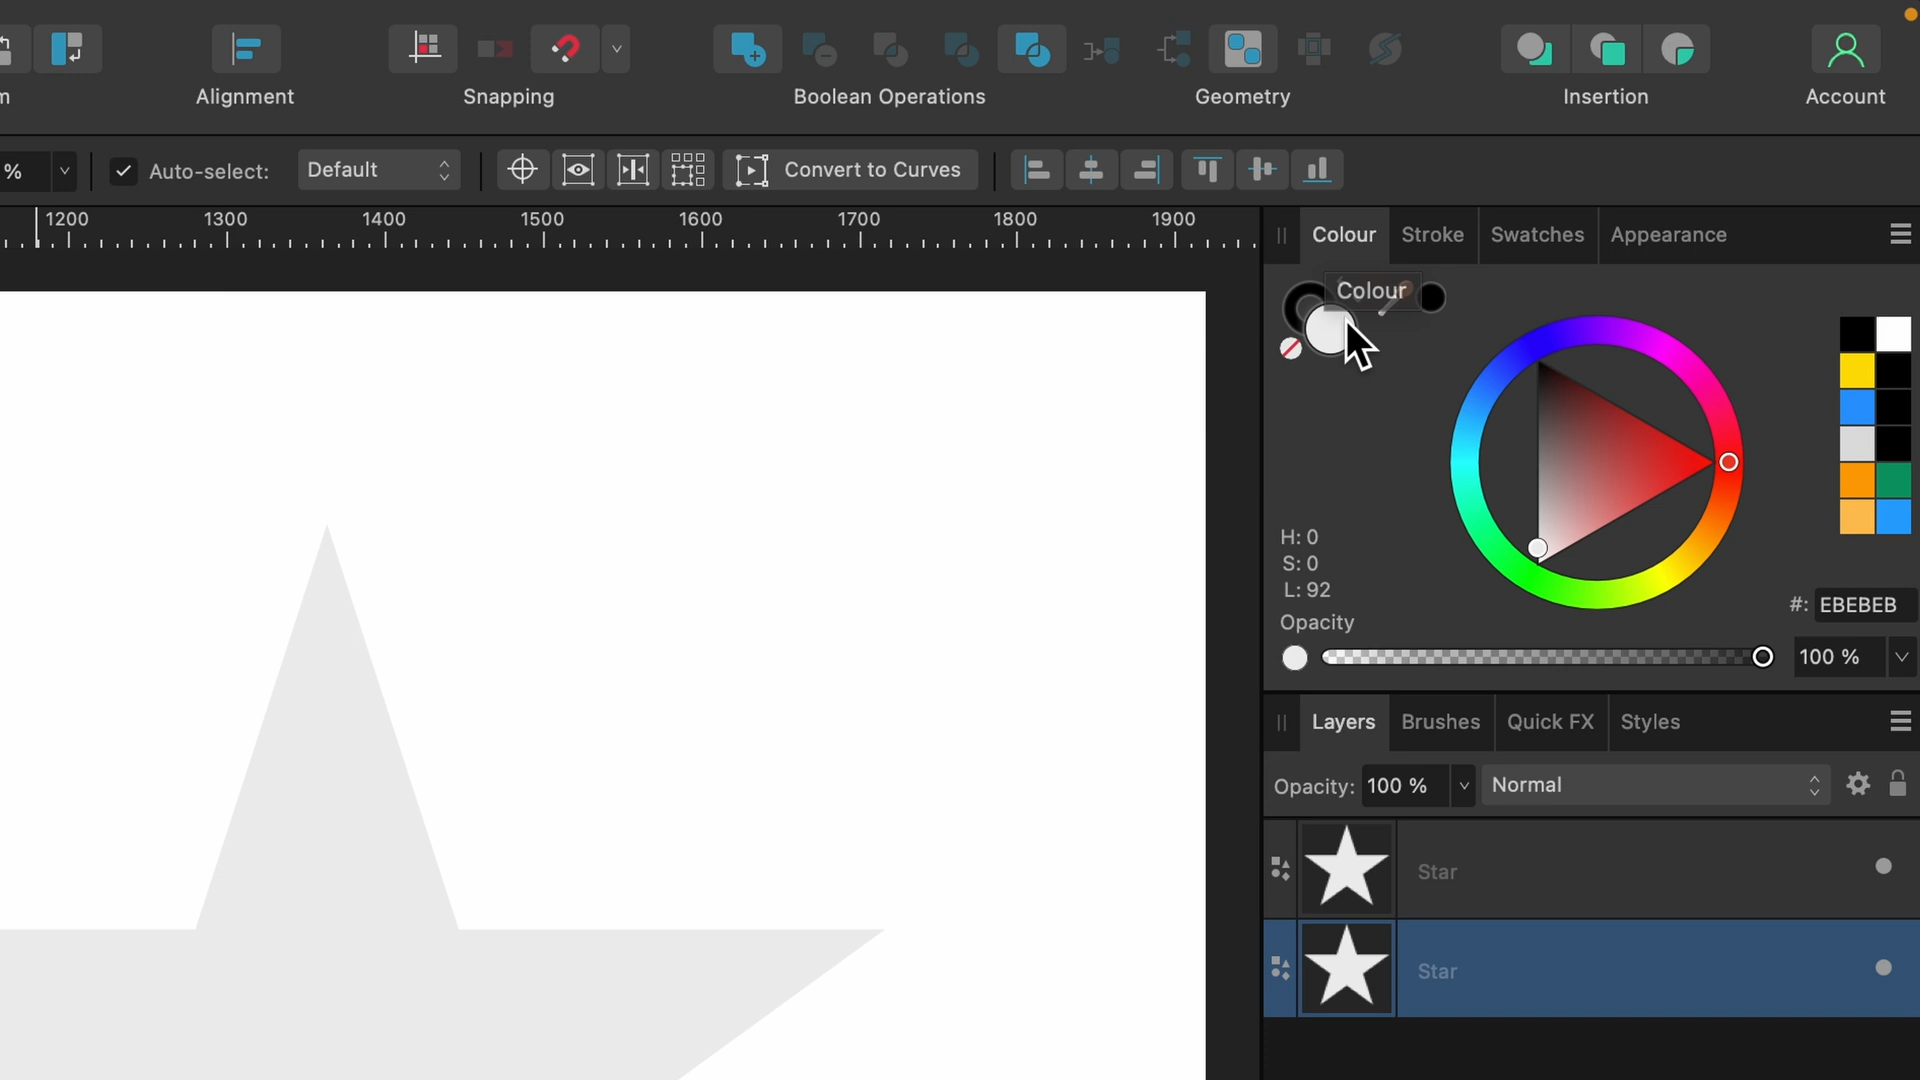 m
Alignment
Snapping
Boolean Operations
Geometry
Insertion
Account
%
Auto-select:
Default
Convert to Curves
1200 1300 1400 1500 1600 1700 1800 1900
Colour Stroke Swatches Appearance
Colour
H: 0
S: 0
L: 92
#: EBEBEB
Opacity
100 %
Layers Brushes Quick FX Styles
Opacity: 100 % Normal
Star
Star